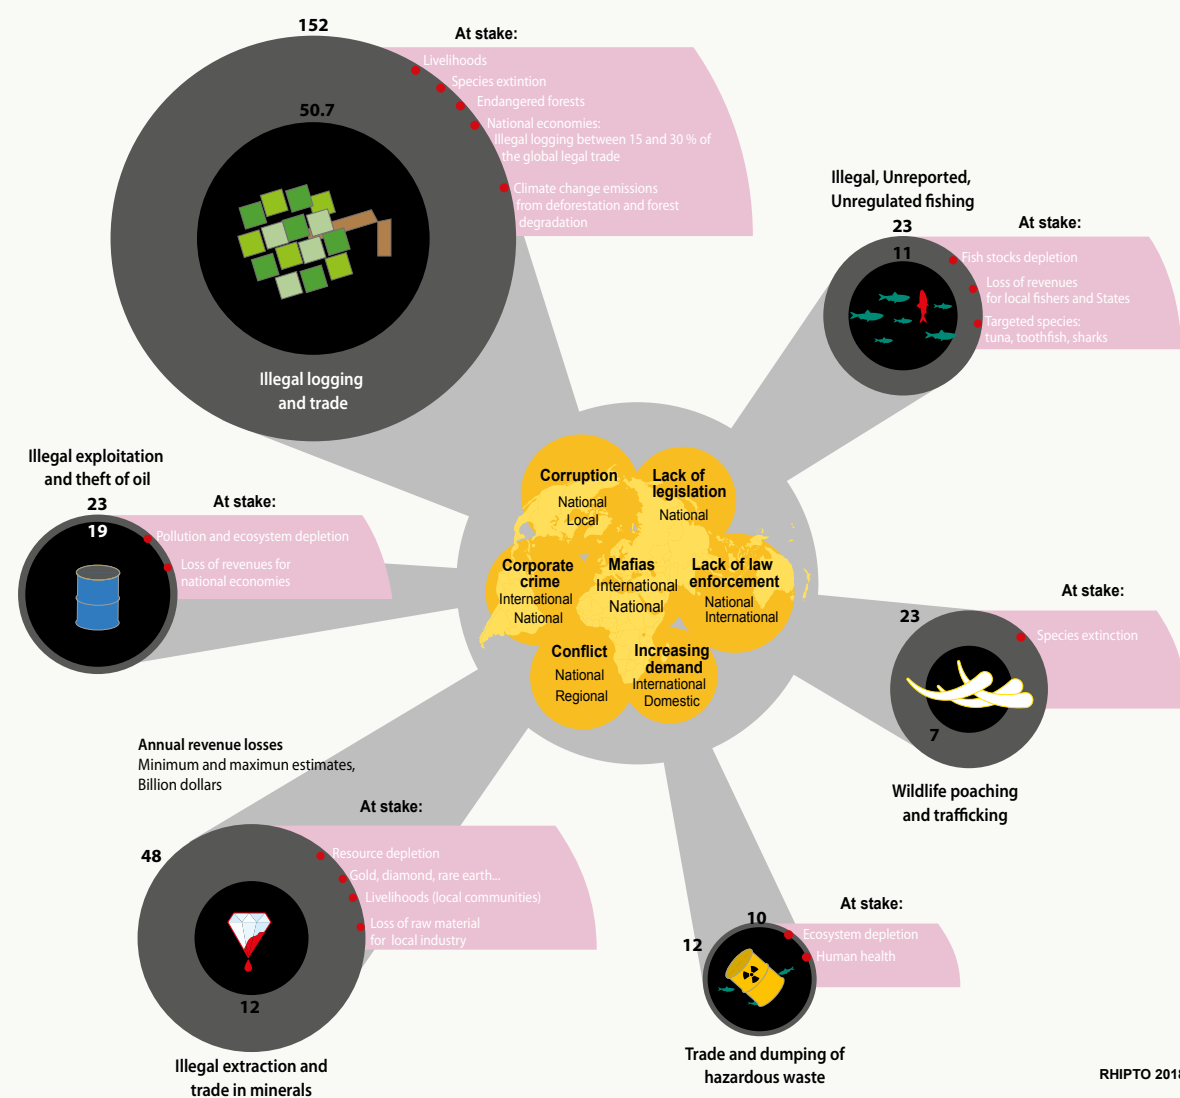 152
At stake:
Livelihoods
Species extintion
Endangered forests
National economies:
Illegal logging between 15 and 30 % of
the global legal trade
Climate change emissions
from deforestation and forest
degradation
50.7
Illegal logging
and trade
Illegal, Unreported,
Unregulated fishing
23
11
At stake:
Fish stocks depletion
Loss of revenues
for local fishers and States
Targeted species:
tuna, toothfish, sharks
Illegal exploitation
and theft of oil
23
19
At stake:
Pollution and ecosystem depletion
Loss of revenues for
national economies
Corruption
National
Local
Lack of
legislation
National
Corporate
crime
International
National
Mafias
International
National
Lack of law
enforcement
National
International
Conflict
National
Regional
Increasing
demand
International
Domestic
23
7
At stake:
Species extinction
Wildlife poaching
and trafficking
Annual revenue losses
Minimum and maximun estimates,
Billion dollars
48
12
At stake:
Resource depletion
Gold, diamond, rare earth...
Livelihoods (local communities)
Loss of raw material
for local industry
Illegal extraction and
trade in minerals
10
12
At stake:
Ecosystem depletion
Human health
Trade and dumping of
hazardous waste
RHIPTO 2018